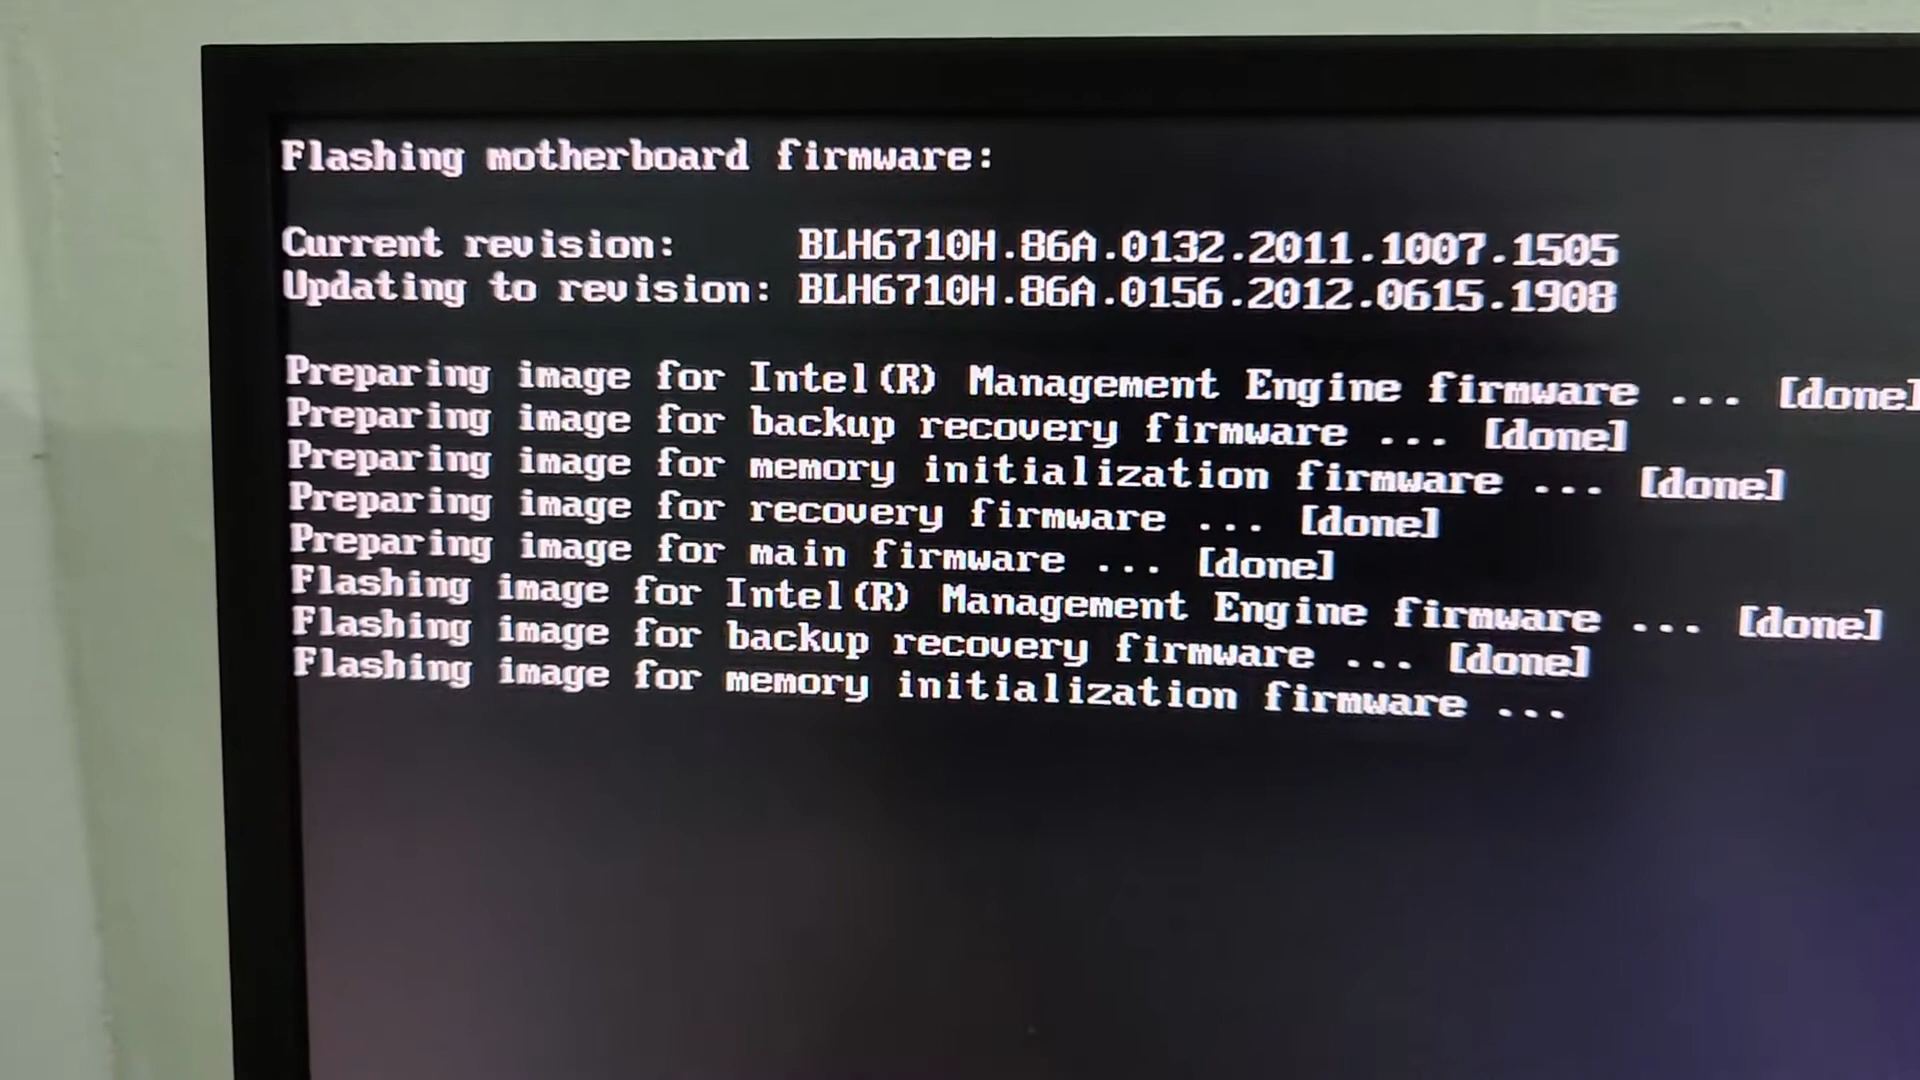 Flashing motherboard firmware:
Current revision: BLH6710H.86A.0132.2011.1007.1505
Updating to revision: BLH6710H.86A.0156.2012.0615.1908
Preparing image for Intel(R) Management Engine firmware ... [done]
Preparing image for backup recovery firmware ... [done]
Preparing image for memory initialization firmware ... [done]
Preparing image for recovery firmware ... [done]
Preparing image for main firmware ... [done]
Flashing image for Intel(R) Management Engine firmware ... [done]
Flashing image for backup recovery firmware ... [done]
Flashing image for memory initialization firmware ...